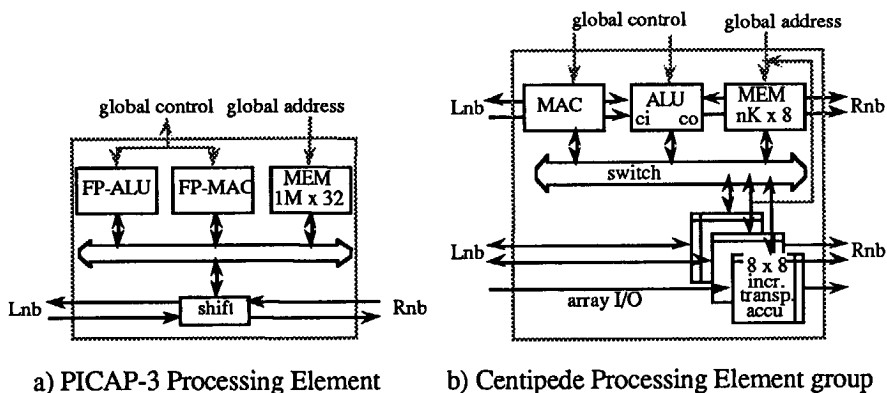 global control global address
FP-ALU FP-MAC MEM
1M x 32
Lnb shift Rnb
a) PICAP-3 Processing Element
global control global address
Lnb MAC ALU MEM Rnb
ci co nK x 8
switch
Lnb Rnb
8 x 8
incr.
array I/O transp.
accu
b) Centipede Processing Element group